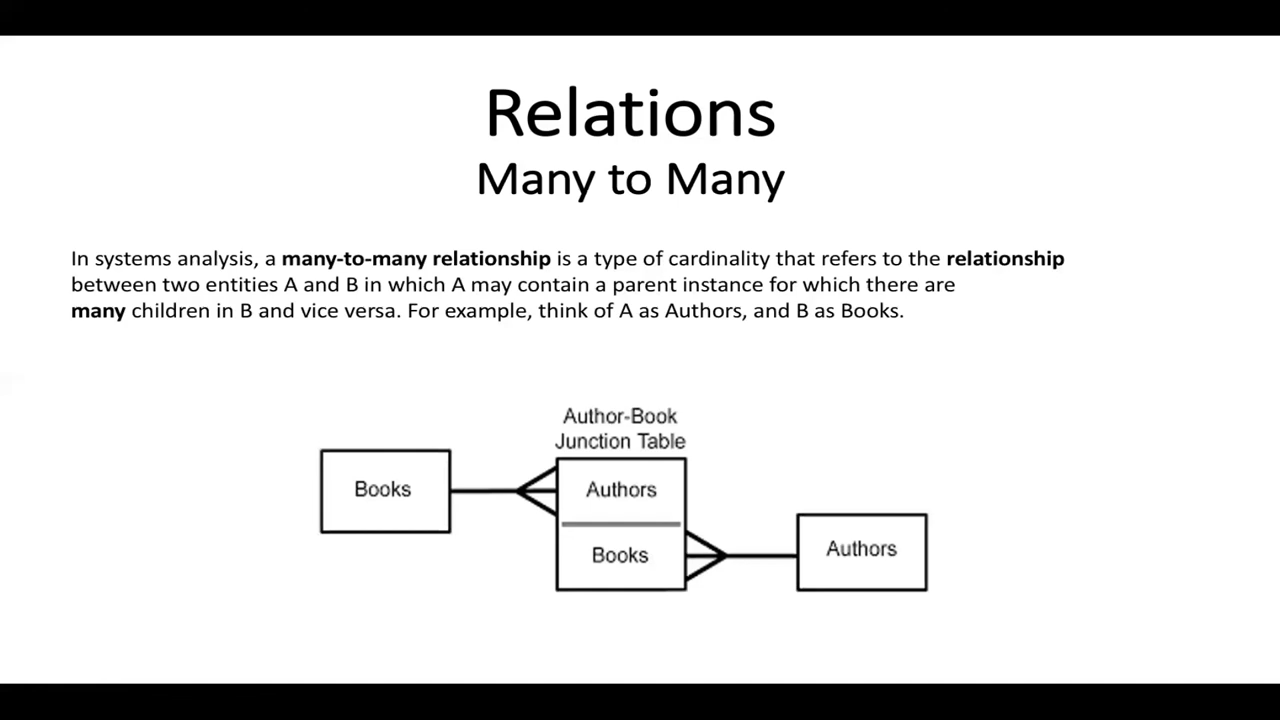 Relations
Many to Many
In systems analysis, a many-to-many relationship is a type of cardinality that refers to the relationship
between two entities A and B in which A may contain a parent instance for which there are
many children in B and vice versa. For example, think of A as Authors, and B as Books.
Author-Book
Junction Table
Books
Authors
Books
Authors